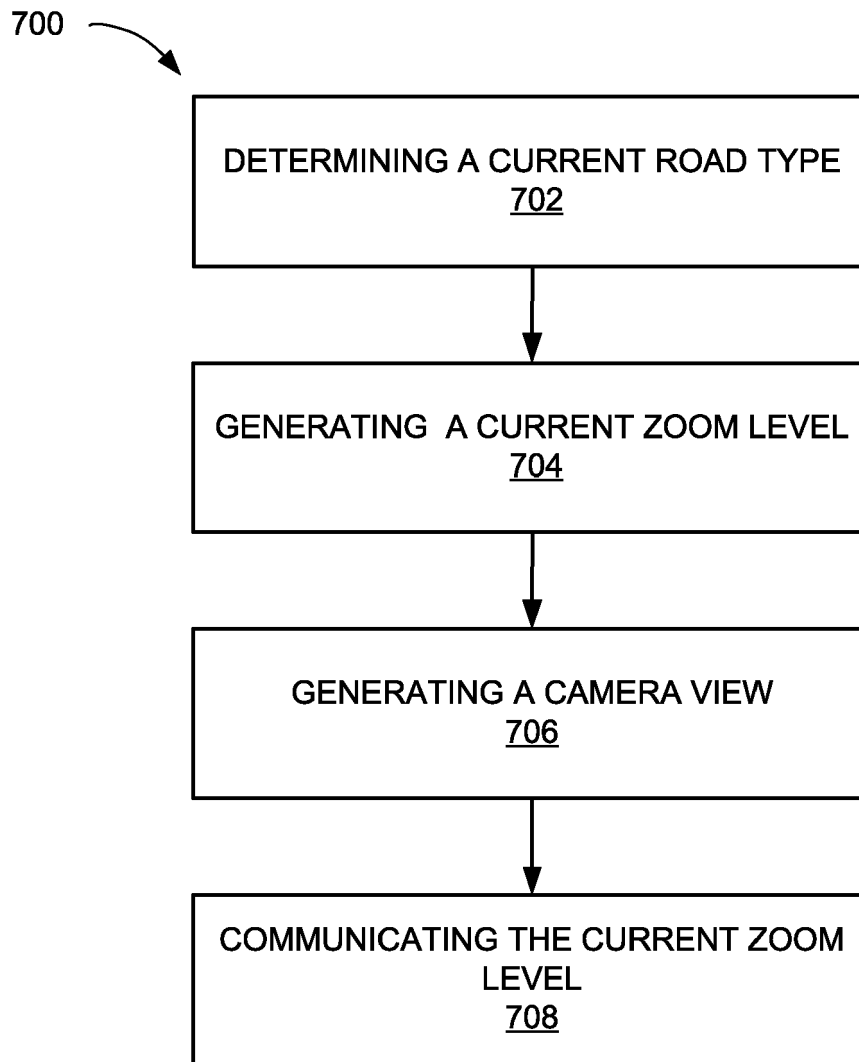 700
DETERMINING A CURRENT ROAD TYPE
702
GENERATING A CURRENT ZOOM LEVEL
704
GENERATING A CAMERA VIEW
706
COMMUNICATING THE CURRENT ZOOM
LEVEL
708